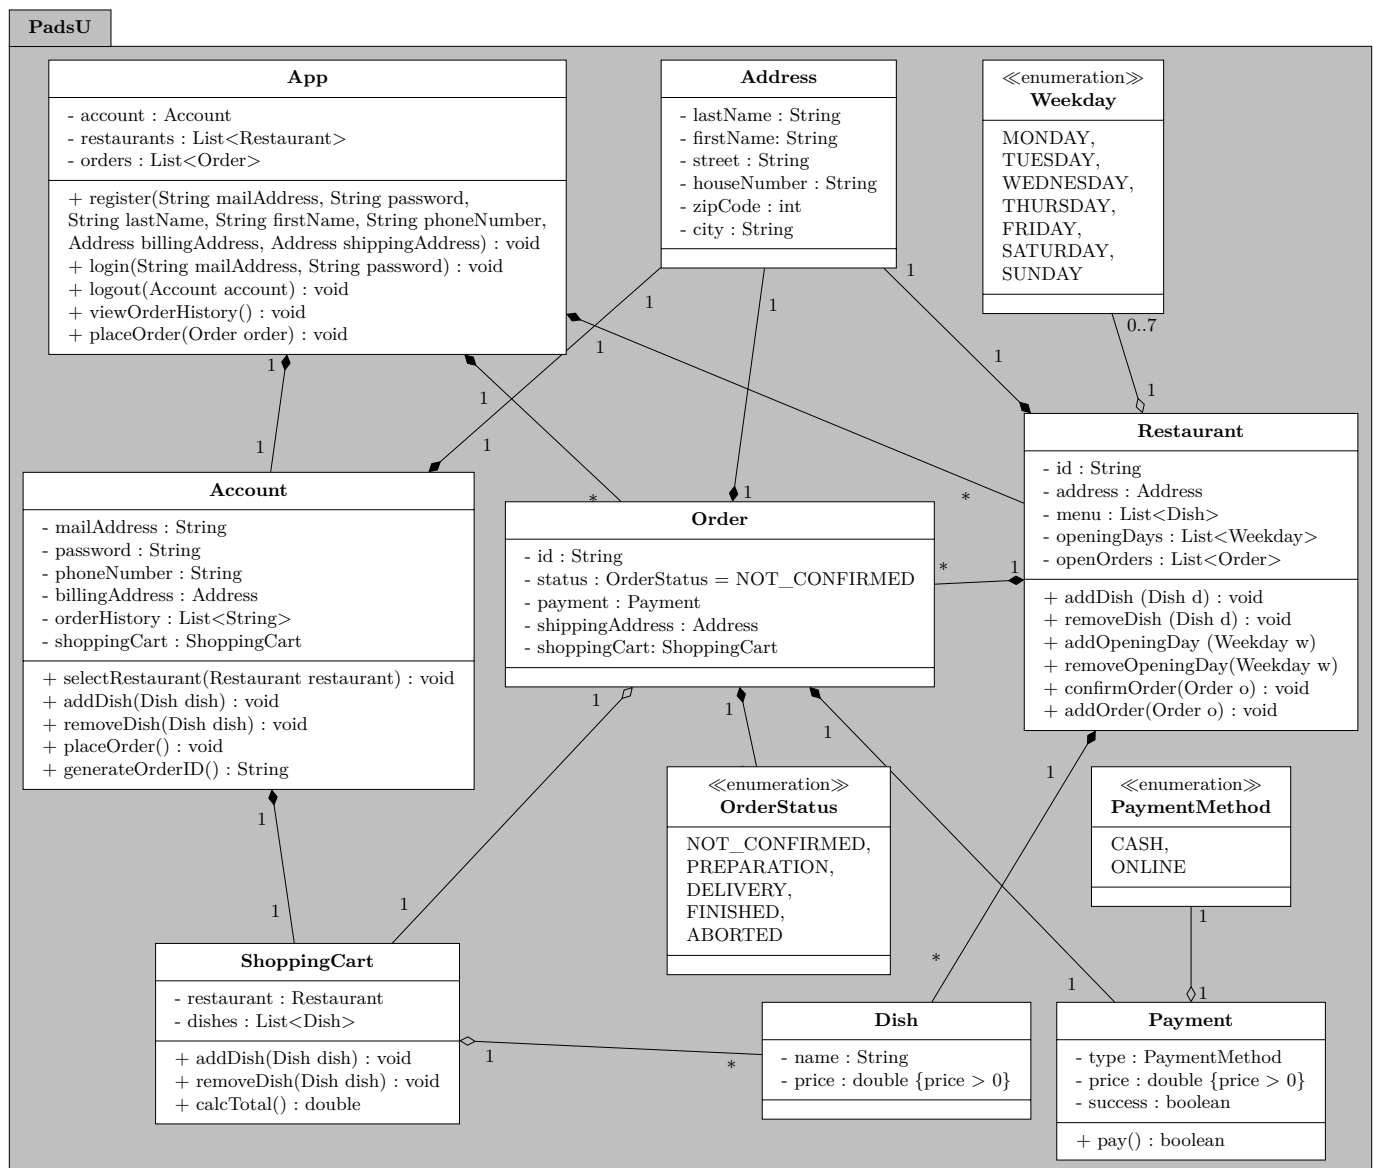 PadsU
App
- account : Account
- restaurants : List<Restaurant>
- orders : List<Order>
+ register(String mailAddress, String password,
String lastName, String firstName, String phoneNumber,
Address billingAddress, Address shippingAddress) : void
+ login(String mailAddress, String password) : void
+ logout(Account account) : void
+ viewOrderHistory() : void
+ placeOrder(Order order) : void
Address
- lastName : String
- firstName: String
- street : String
- houseNumber : String
- zipCode : int
- city : String
≪enumeration≫
Weekday
MONDAY,
TUESDAY,
WEDNESDAY,
THURSDAY,
FRIDAY,
SATURDAY,
SUNDAY
1
1
1
0..7
1
1
1
1
1
1
1
1
*
1
*
Account
- mailAddress : String
- password : String
- phoneNumber : String
- billingAddress : Address
- orderHistory : List<String>
- shoppingCart : ShoppingCart
+ selectRestaurant(Restaurant restaurant) : void
+ addDish(Dish dish) : void
+ removeDish(Dish dish) : void
+ placeOrder() : void
+ generateOrderID() : String
Order
- id : String
- status : OrderStatus = NOT_CONFIRMED
- payment : Payment
- shippingAddress : Address
- shoppingCart: ShoppingCart
*
1
Restaurant
- id : String
- address : Address
- menu : List<Dish>
- openingDays : List<Weekday>
- openOrders : List<Order>
+ addDish (Dish d) : void
+ removeDish (Dish d) : void
+ addOpeningDay (Weekday w)
+ removeOpeningDay(Weekday w)
+ confirmOrder(Order o) : void
+ addOrder(Order o) : void
1
1
1
1
1
≪enumeration≫
OrderStatus
NOT_CONFIRMED,
PREPARATION,
DELIVERY,
FINISHED,
ABORTED
≪enumeration≫
PaymentMethod
CASH,
ONLINE
1
1
1
*
1
1
ShoppingCart
- restaurant : Restaurant
- dishes : List<Dish>
+ addDish(Dish dish) : void
+ removeDish(Dish dish) : void
+ calcTotal() : double
1
*
Dish
- name : String
- price : double {price > 0}
Payment
- type : PaymentMethod
- price : double {price > 0}
- success : boolean
+ pay() : boolean